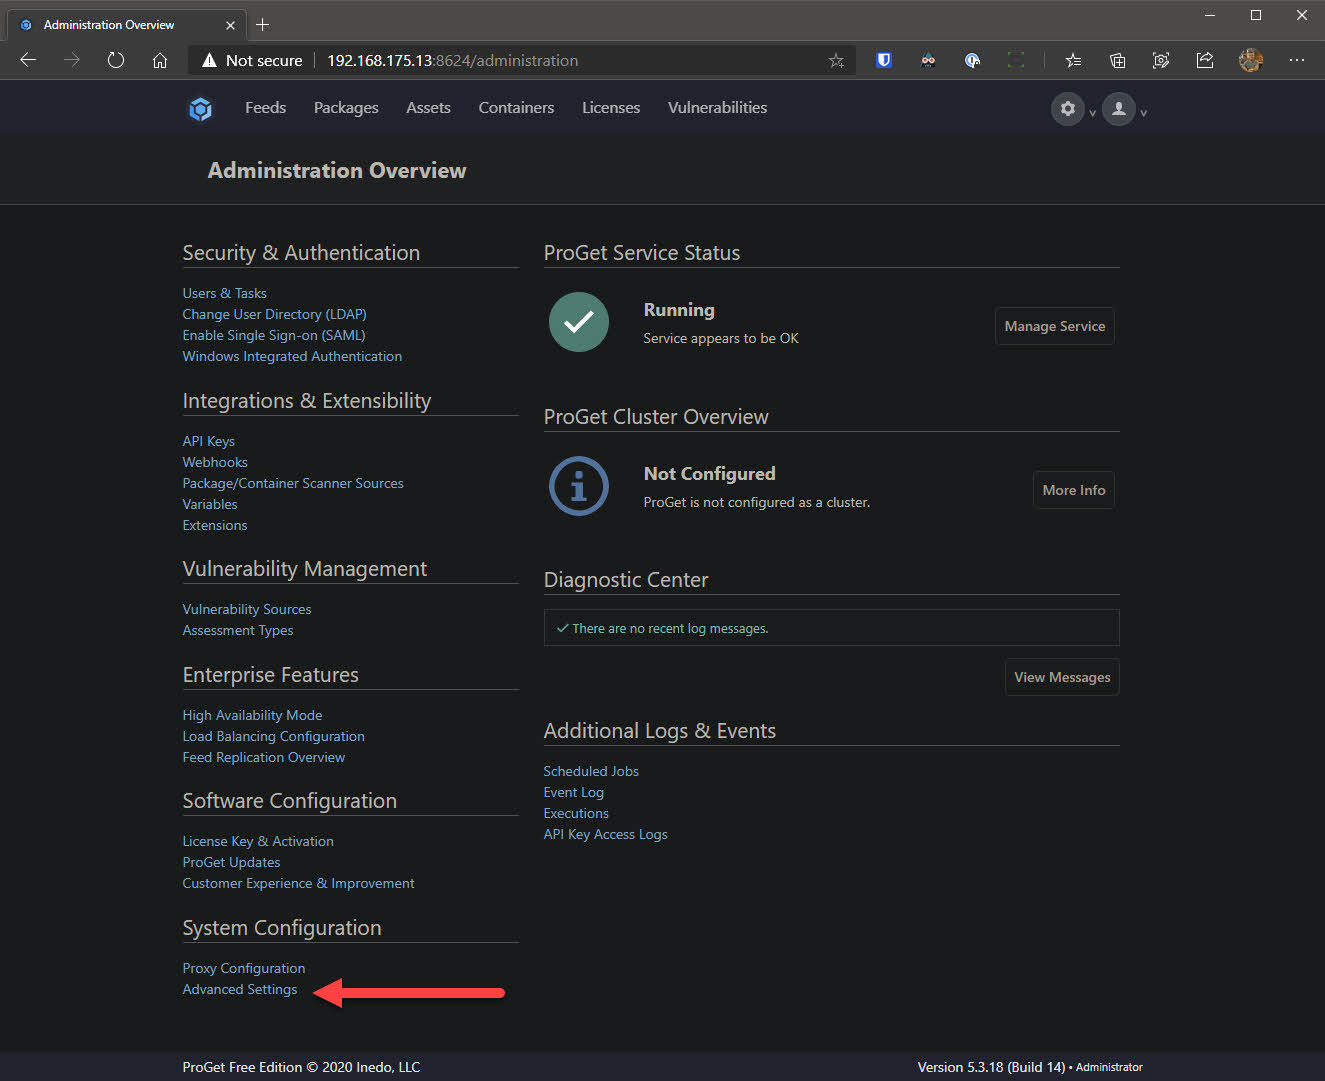 Administration Overview
Not secure
192.168.175.13:8624/administration
Feeds
Packages
Assets
Containers
Licenses
Vulnerabilities
Administration Overview
Security & Authentication
Users & Tasks
Change User Directory (LDAP)
Enable Single Sign-on (SAML)
Windows Integrated Authentication
Integrations & Extensibility
API Keys
Webhooks
Package/Container Scanner Sources
Variables
Extensions
Vulnerability Management
Vulnerability Sources
Assessment Types
Enterprise Features
High Availability Mode
Load Balancing Configuration
Feed Replication Overview
Software Configuration
License Key & Activation
ProGet Updates
Customer Experience & Improvement
System Configuration
Proxy Configuration
Advanced Settings
ProGet Service Status
Running
Service appears to be OK
Manage Service
ProGet Cluster Overview
Not Configured
ProGet is not configured as a cluster.
More Info
Diagnostic Center
There are no recent log messages.
View Messages
Additional Logs & Events
Scheduled Jobs
Event Log
Executions
API Key Access Logs
ProGet Free Edition © 2020 Inedo, LLC
Version 5.3.18 (Build 14) • Administrator